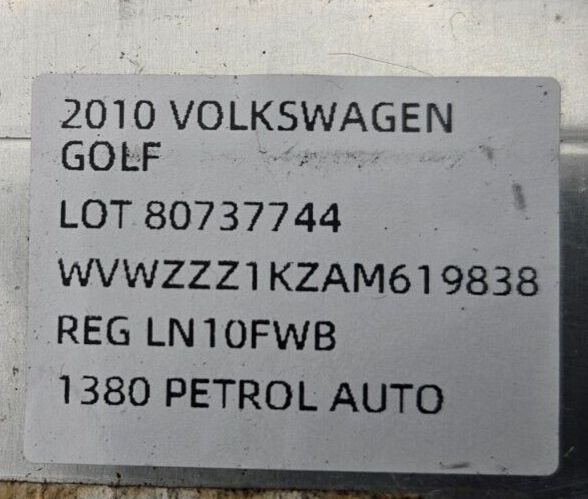 2010 VOLKSWAGEN
GOLF
LOT 80737744
WVWZZZ1KZAM619838
REG LN10FWB
1380 PETROL AUTO